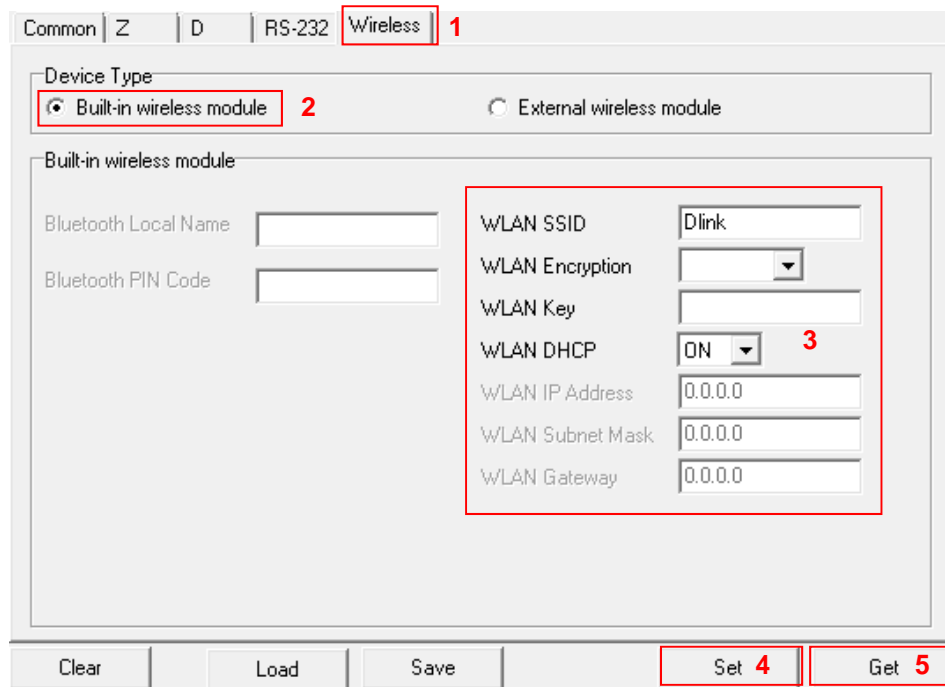 Common Z D RS-232 Wireless 1
Device Type
Built-in wireless module 2 External wireless module
Built-in wireless module
Bluetooth Local Name
Bluetooth PIN Code
WLAN SSID Dlink
WLAN Encryption
WLAN Key
WLAN DHCP ON 3
WLAN IP Address 0.0.0.0
WLAN Subnet Mask 0.0.0.0
WLAN Gateway 0.0.0.0
Clear Load Save Set 4 Get 5